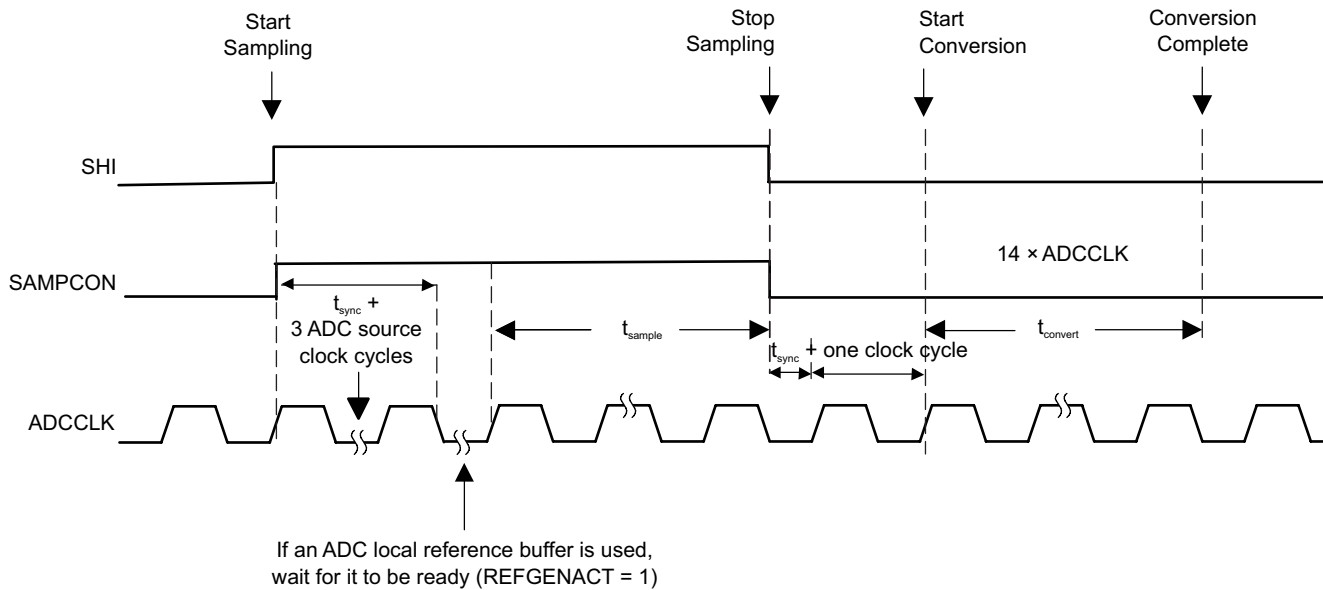 Start
Sampling
Stop
Sampling
Start
Conversion
Conversion
Complete
SHI
14 × ADCCLK
SAMPCON
tsync +
3 ADC source
clock cycles
tsample
tconvert
tsync + one clock cycle
ADCCLK
If an ADC local reference buffer is used,
wait for it to be ready (REFGENACT = 1)